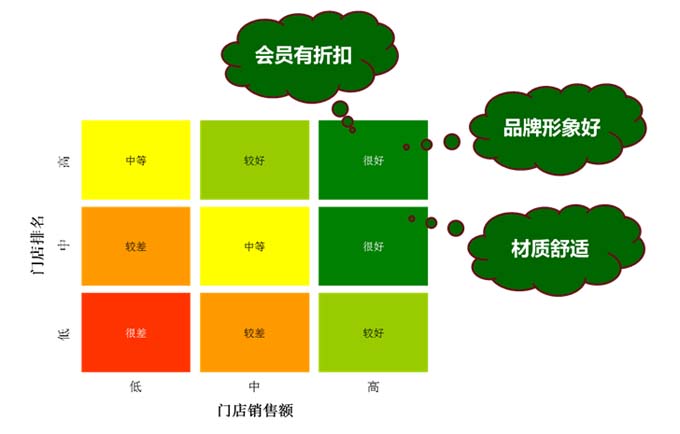 会员有折扣
品牌形象好
材质舒适
门店排名
高
中等
较好
很好
中
较差
中等
很好
低
很差
较差
较好
低
中
高
门店销售额